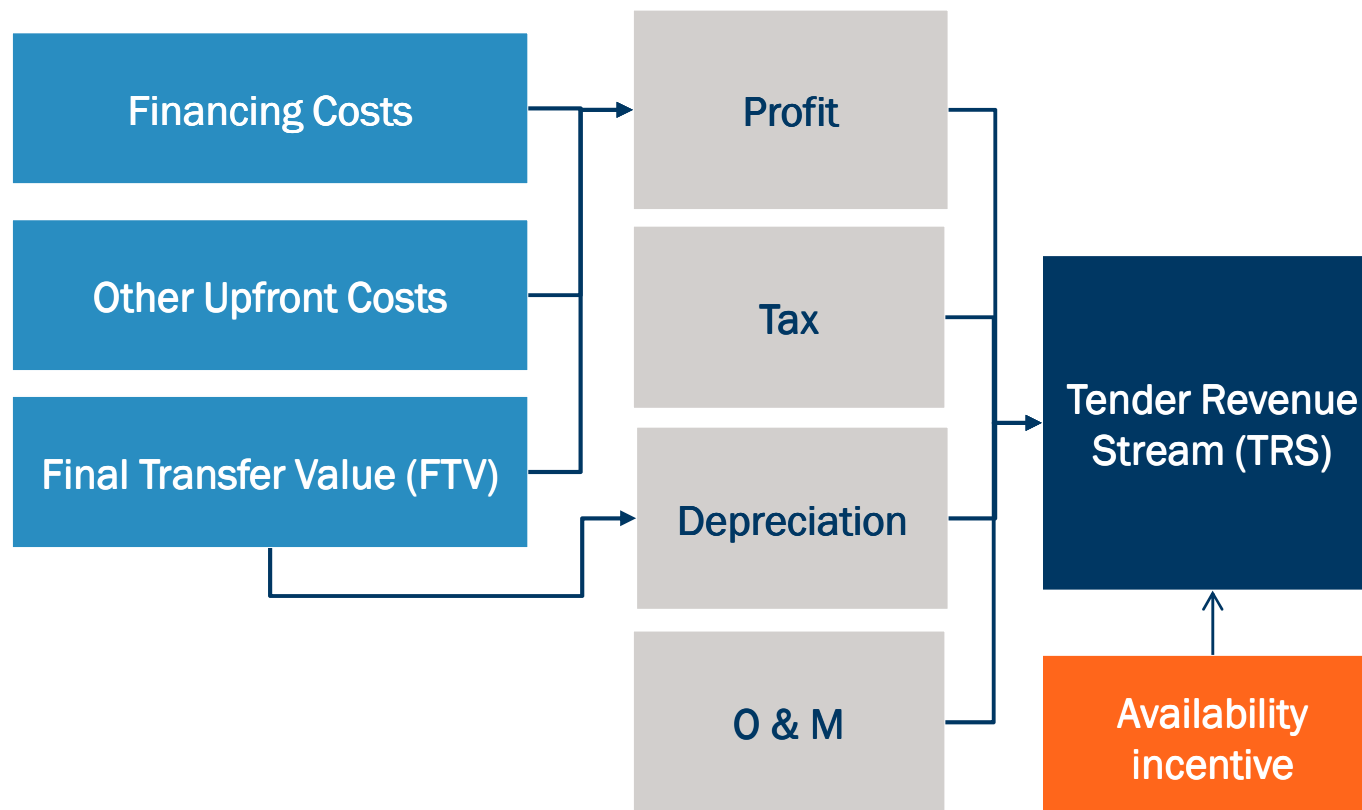 Financing Costs
Other Upfront Costs
Final Transfer Value (FTV)
Profit
Tax
Depreciation
O & M
Tender Revenue
Stream (TRS)
Availability
incentive